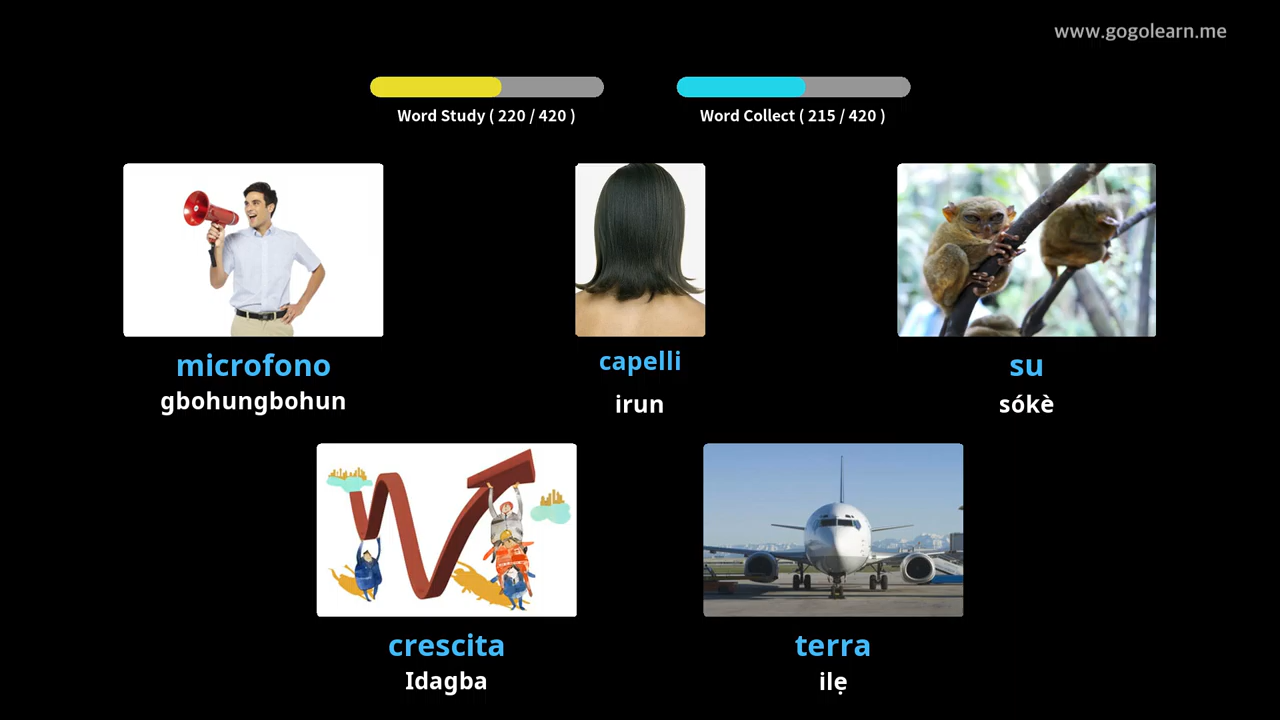 www.gogolearn.me
Word Study ( 220 / 420 )
Word Collect ( 215 / 420 )
microfono
gbohungbohun
capelli
irun
su
sókè
crescita
Idagba
terra
ilẹ